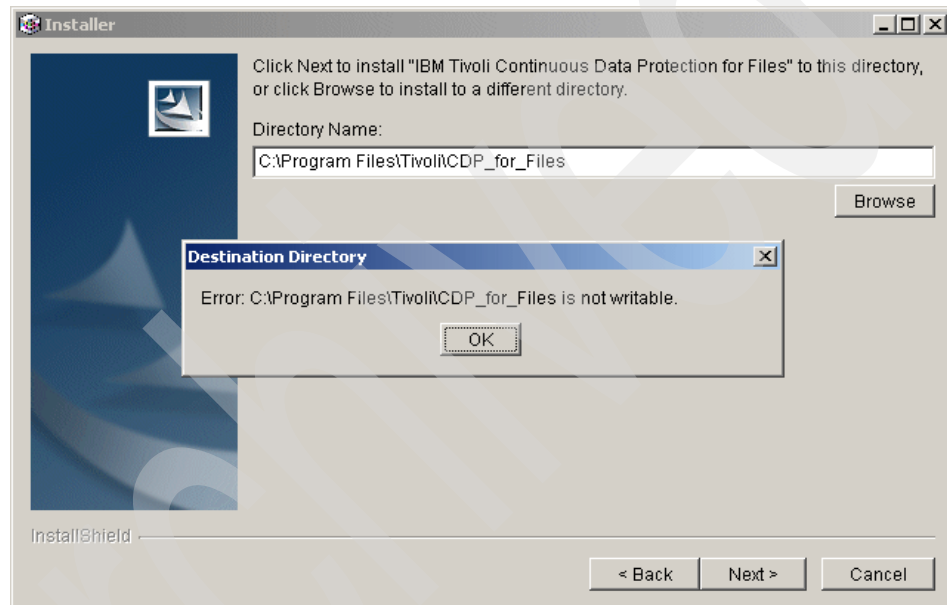 Installer
Click Next to install "IBM Tivoli Continuous Data Protection for Files" to this directory,
or click Browse to install to a different directory.
Directory Name:
C:\Program Files\Tivoli\CDP_for_Files
Browse
Destination Directory
Error: C:\Program Files\Tivoli\CDP_for_Files is not writable.
OK
InstallShield
< Back Next > Cancel